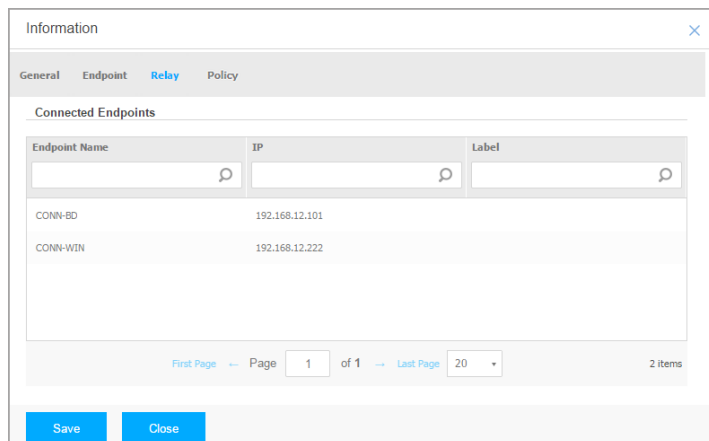 Information
General Endpoint Relay Policy
Connected Endpoints
Endpoint Name IP Label
CONN-BD 192.168.12.101
CONN-WIN 192.168.12.222
First Page ← Page 1 of 1 → Last Page 20 2 items
Save Close